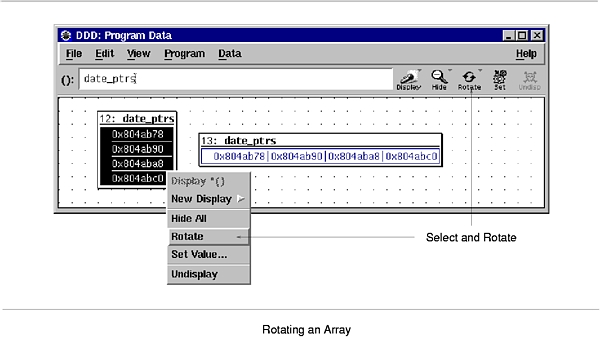 DDD: Program Data
File Edit View Program Data Help
(): date_ptrs
Display Hide Rotate Set Undisp
12: date_ptrs
0x804ab78
0x804ab90
0x804aba8
0x804abc0
13: date_ptrs
0x804ab78|0x804ab90|0x804aba8|0x804abc0
Display *()
New Display
Hide All
Rotate
Set Value...
Undisplay
Select and Rotate
Rotating an Array